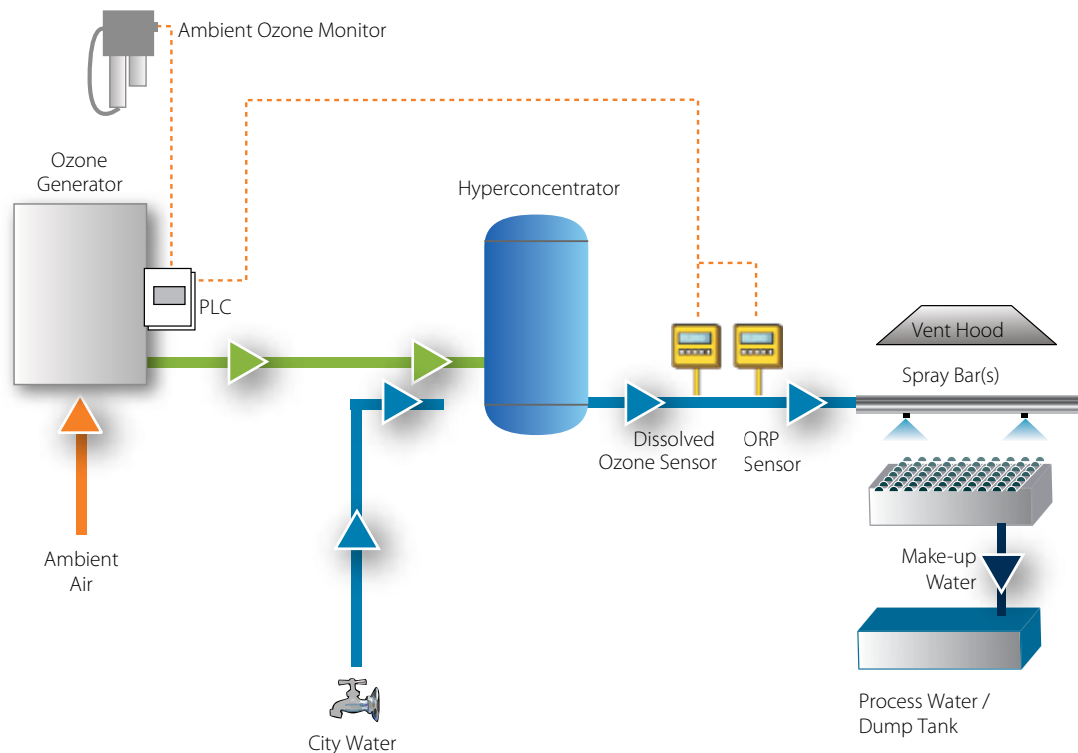 Ambient Ozone Monitor
Ozone
Generator
Hyperconcentrator
PLC
Vent Hood
Spray Bar(s)
Dissolved
Ozone Sensor
ORP
Sensor
Ambient
Air
Make-up
Water
Process Water /
Dump Tank
City Water